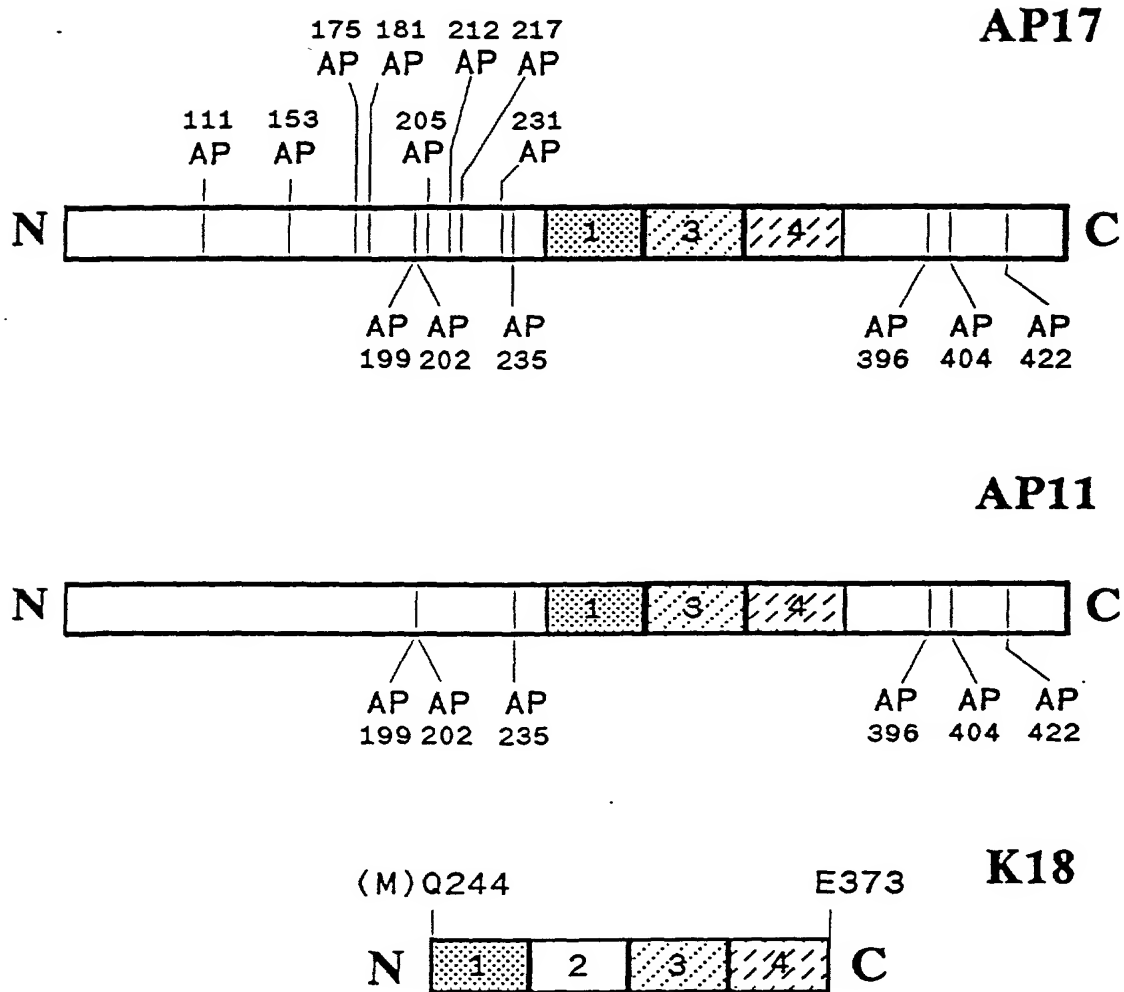 AP17
175 181 212 217
AP AP AP AP
111 153 205 231
AP AP AP AP
N 1 3 4 C
AP AP AP AP AP AP
199 202 235 396 404 422
AP11
N 1 3 4 C
AP AP AP AP AP AP
199 202 235 396 404 422
K18
(M)Q244 E373
N 1 2 3 4 C